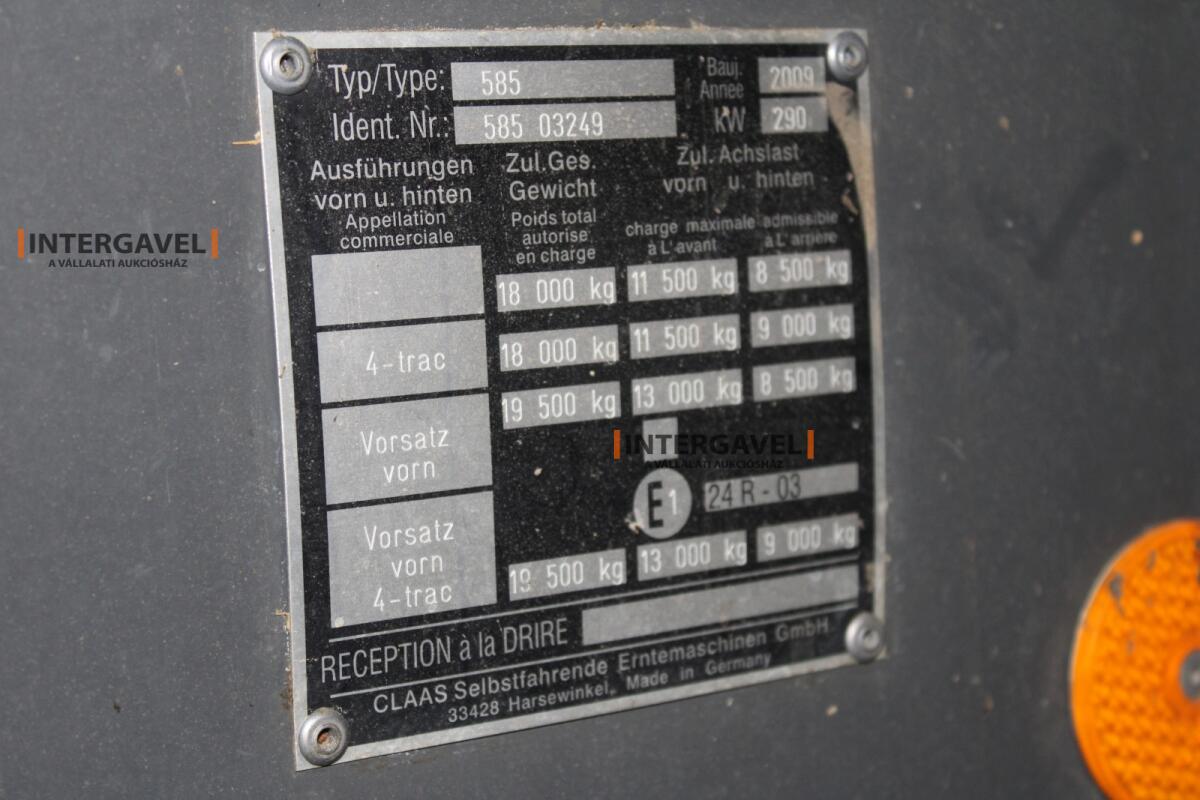 Typ/Type: 585 Bauj. Année 2009
Ident. Nr.: 585 03249 kW 290
Ausführungen vorn u. hinten
Appellation commerciale
Zul.Ges. Gewicht
Poids total autorise en charge
Zul. Achslast vorn u. hinten
charge maximale admissible
à L'avant à L'arrière
18 000 kg 11 500 kg 8 500 kg
4-trac 18 000 kg 11 500 kg 9 000 kg
Vorsatz vorn 19 500 kg 13 000 kg 8 500 kg
E1 24 R - 03
Vorsatz vorn 4-trac 19 500 kg 13 000 kg 9 000 kg
RECEPTION à la DRIRE
CLAAS Selbstfahrende Erntemaschinen GmbH
33428 Harsewinkel, Made in Germany
INTERGAVEL
A VÁLLALATI AUKCIÓSHÁZ
INTERGAVEL
A VÁLLALATI AUKCIÓSHÁZ